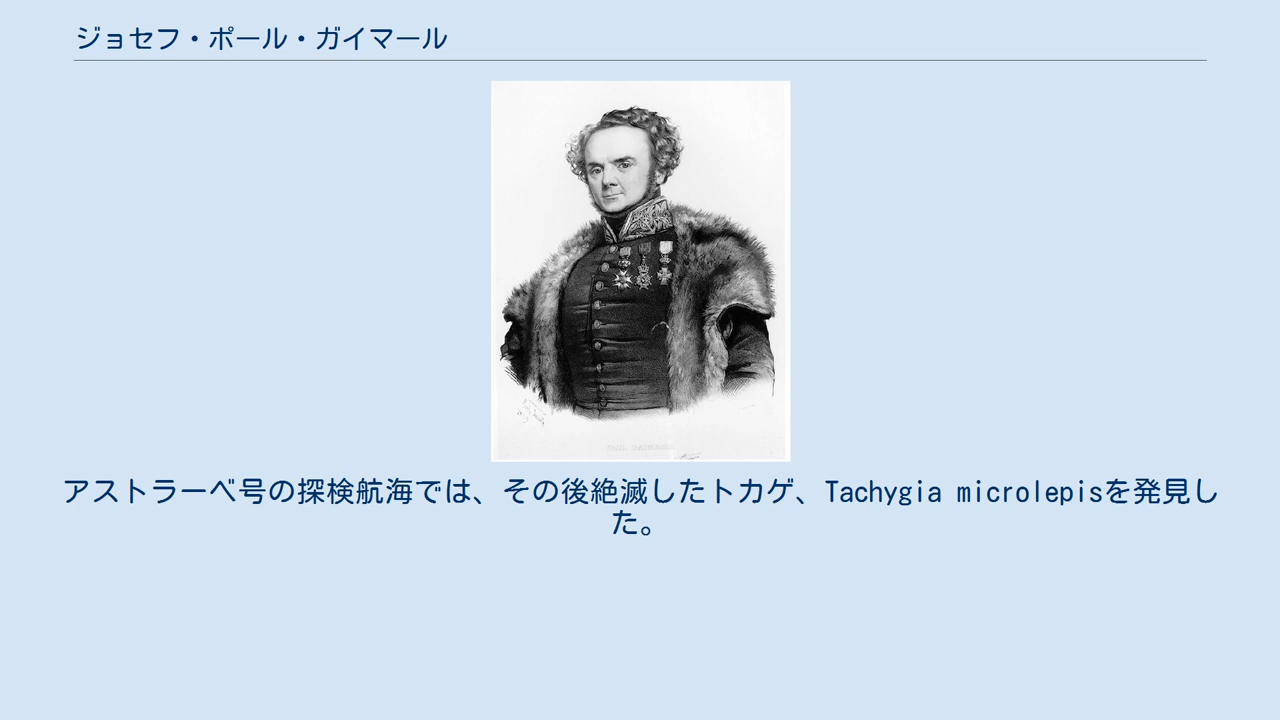 ジョセフ・ポール・ガイマール
アストラーベ号の探検航海では、その後絶滅したトカゲ、Tachygia microlepisを発見し
た。